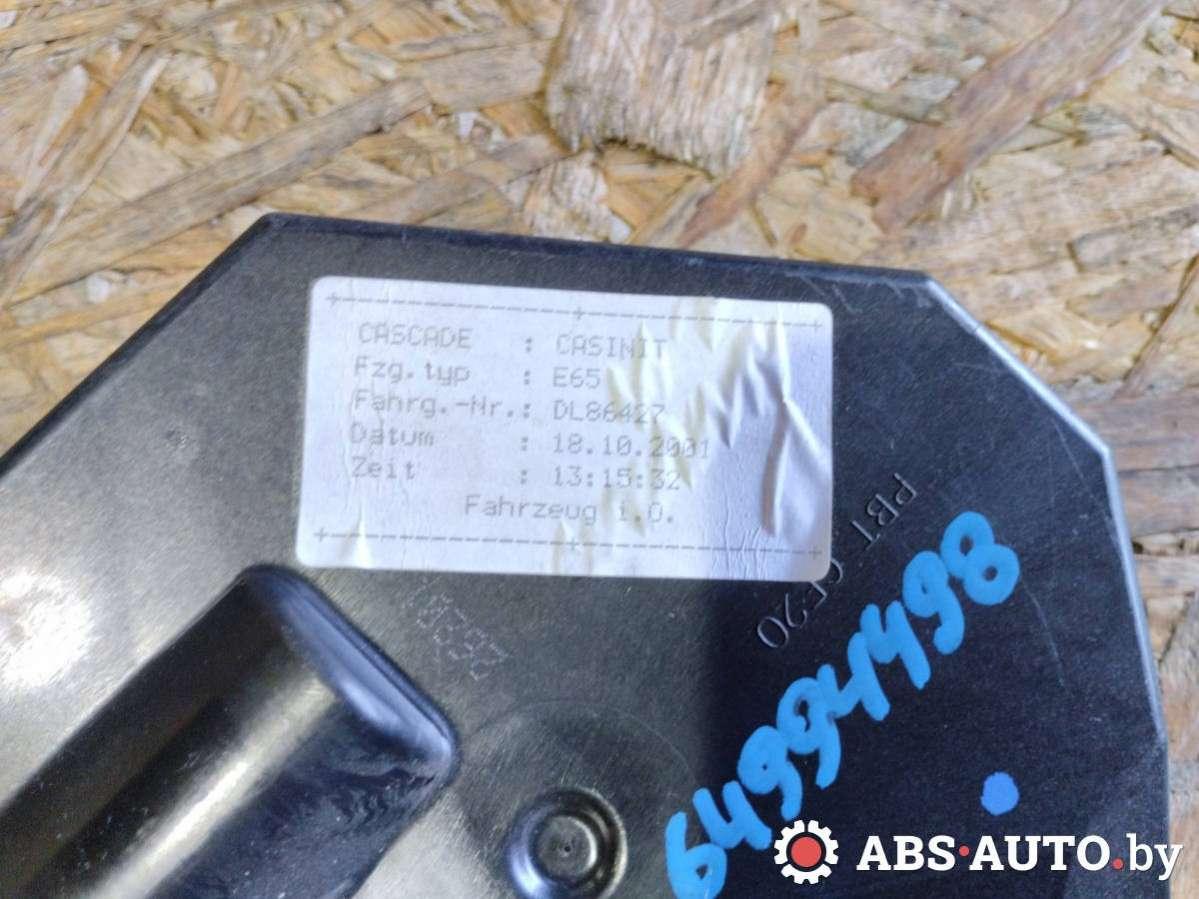 CASCADE : CASINIT
Fzg.typ : E65
Fahrg.-Nr.: DL86427
Datum : 18.10.2001
Zeit : 13:15:32
Fahrzeug i.O.
PBT GF20
ABS·AUTO.by